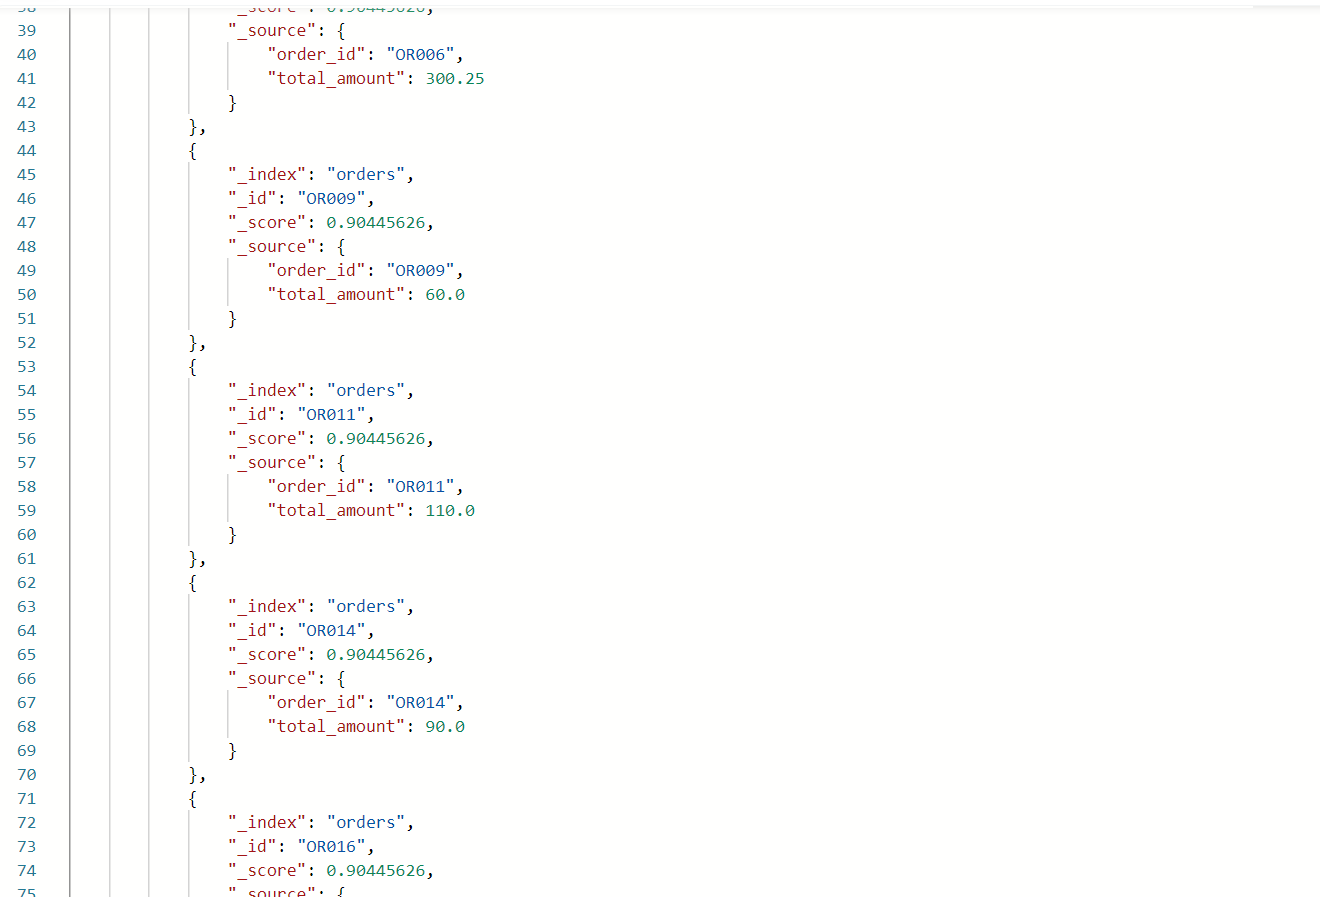 38 "_score": 0.90445626,
39 "_source": {
40 "order_id": "OR006",
41 "total_amount": 300.25
42 }
43 },
44 {
45 "_index": "orders",
46 "_id": "OR009",
47 "_score": 0.90445626,
48 "_source": {
49 "order_id": "OR009",
50 "total_amount": 60.0
51 }
52 },
53 {
54 "_index": "orders",
55 "_id": "OR011",
56 "_score": 0.90445626,
57 "_source": {
58 "order_id": "OR011",
59 "total_amount": 110.0
60 }
61 },
62 {
63 "_index": "orders",
64 "_id": "OR014",
65 "_score": 0.90445626,
66 "_source": {
67 "order_id": "OR014",
68 "total_amount": 90.0
69 }
70 },
71 {
72 "_index": "orders",
73 "_id": "OR016",
74 "_score": 0.90445626,
75 "_source": {